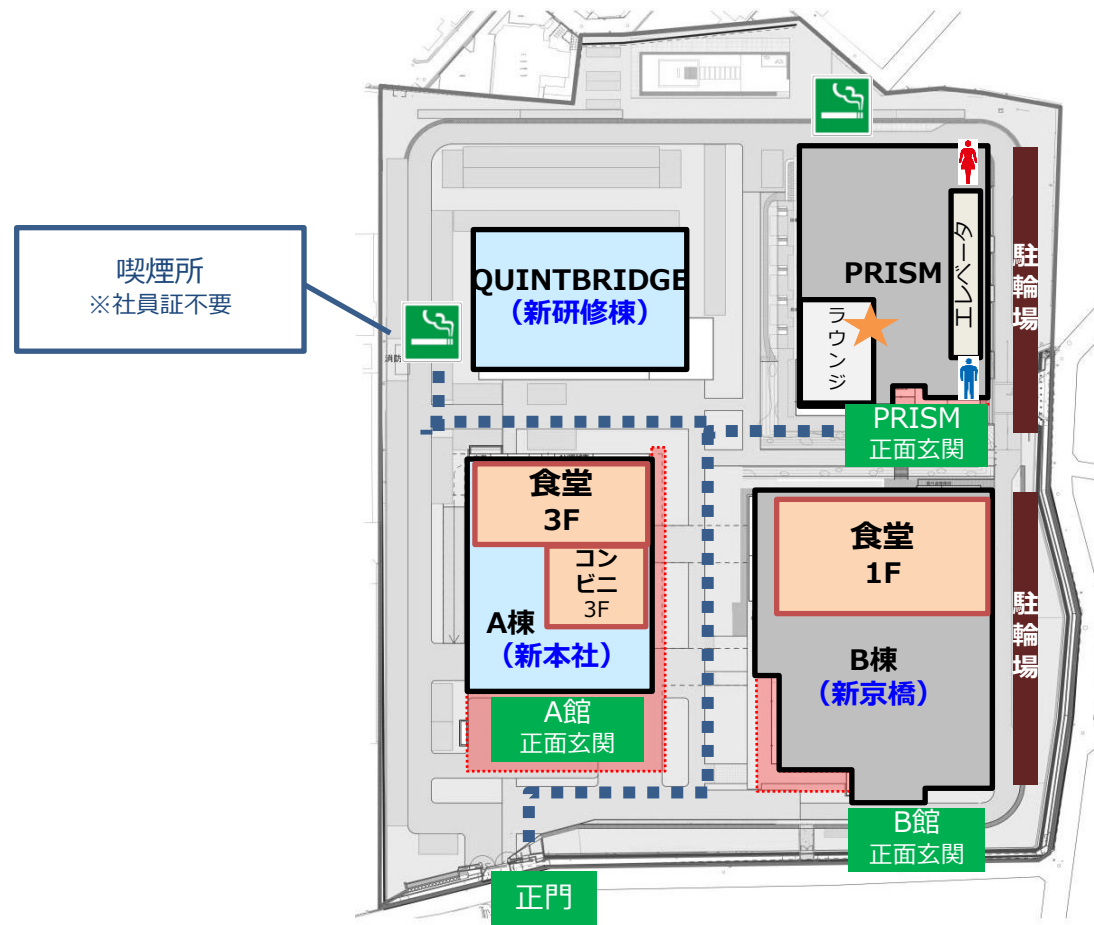 喫煙所
※社員証不要
消防
QUINTBRIDGE
（新研修棟）
PRISM
エレベータ
ラウンジ
駐輪場
PRISM
正面玄関
食堂
3F
コン
ビニ
3F
A棟
（新本社）
A館
正面玄関
食堂
1F
B棟
（新京橋）
駐輪場
B館
正面玄関
正門